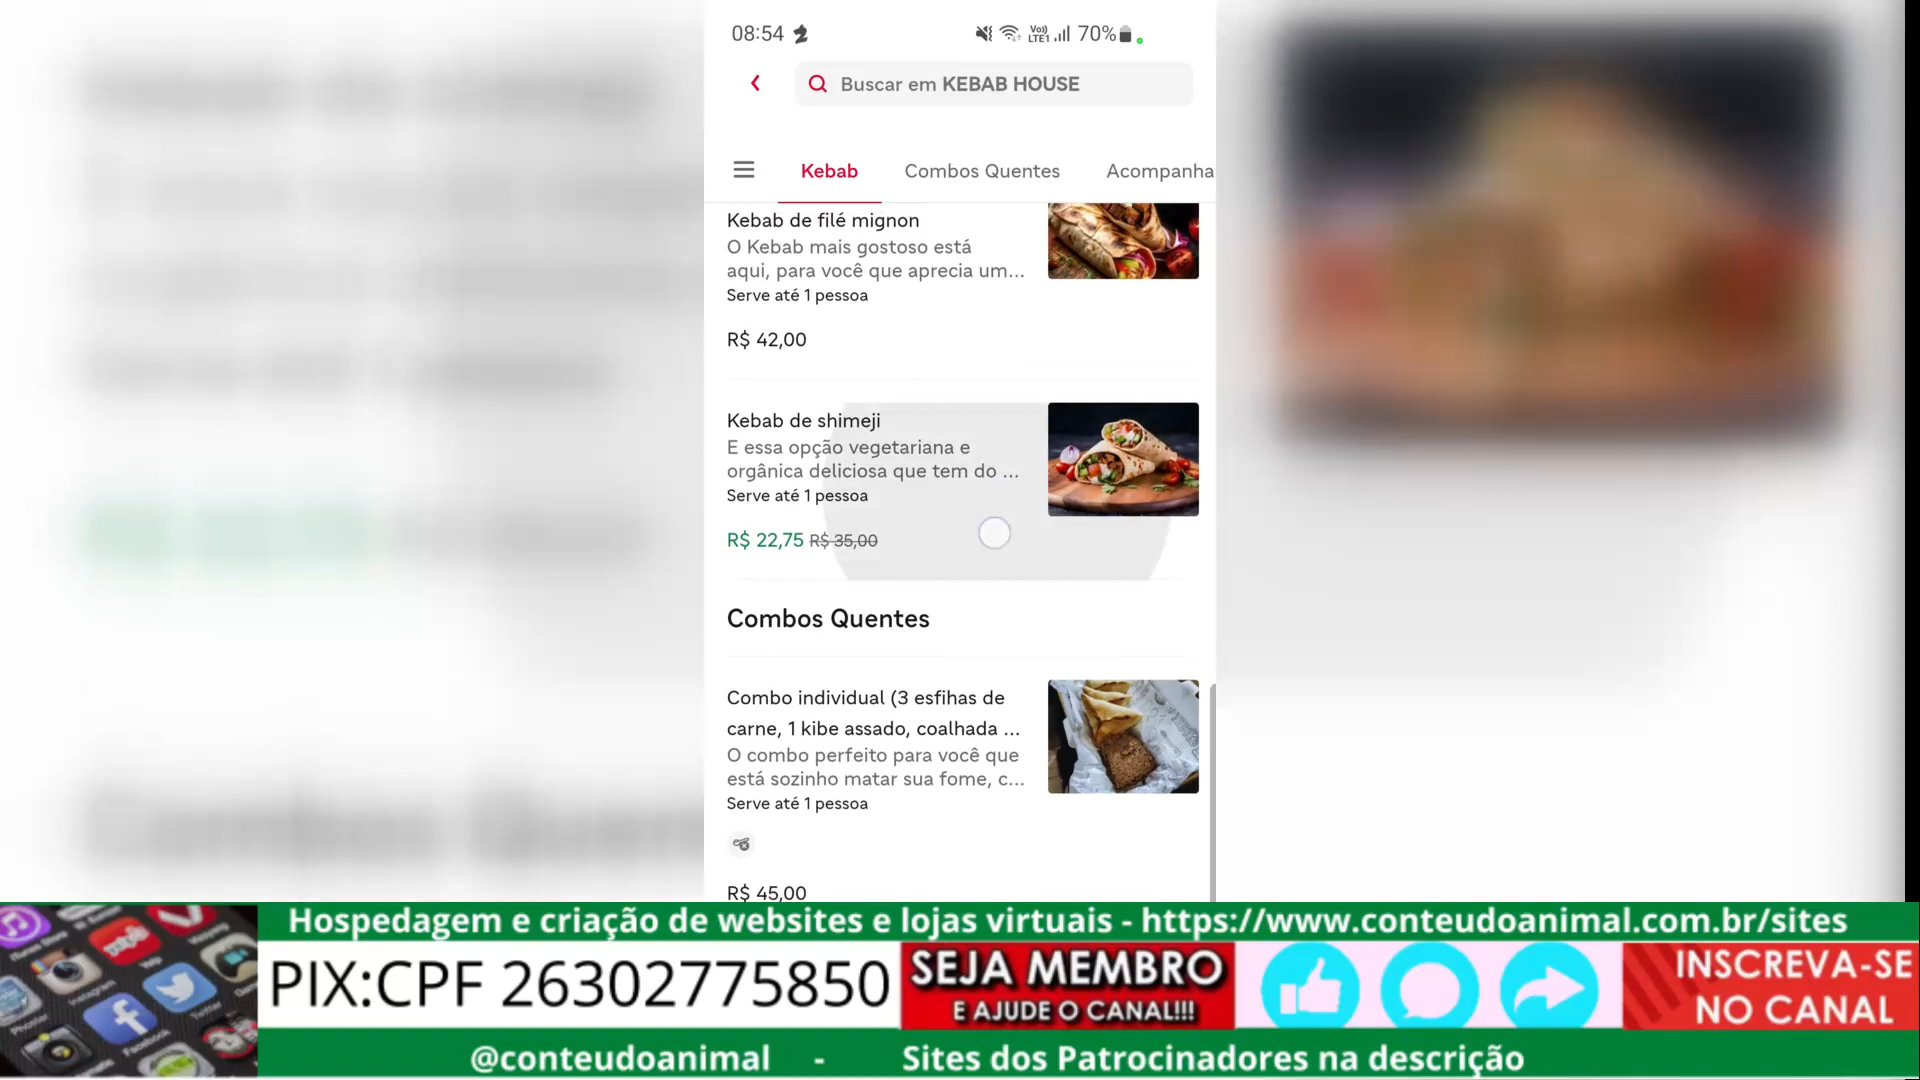 08:54
Vo))
LTE1
70%
Buscar em KEBAB HOUSE
Kebab
Combos Quentes
Acompanha
Kebab de filé mignon
O Kebab mais gostoso está
aqui, para você que aprecia um...
Serve até 1 pessoa
R$ 42,00
Kebab de shimeji
E essa opção vegetariana e
orgânica deliciosa que tem do ...
Serve até 1 pessoa
R$ 22,75 R$ 35,00
Combos Quentes
Combo individual (3 esfihas de
carne, 1 kibe assado, coalhada ...
O combo perfeito para você que
está sozinho matar sua fome, c...
Serve até 1 pessoa
R$ 45,00
Hospedagem e criação de websites e lojas virtuais - https://www.conteudoanimal.com.br/sites
PIX:CPF 26302775850
SEJA MEMBRO
E AJUDE O CANAL!!!
INSCREVA-SE
NO CANAL
@conteudoanimal - Sites dos Patrocinadores na descrição